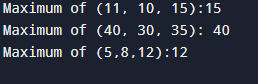 Maximum of (11, 10, 15):15
Maximum of (40, 30, 35): 40
Maximum of (5,8,12):12